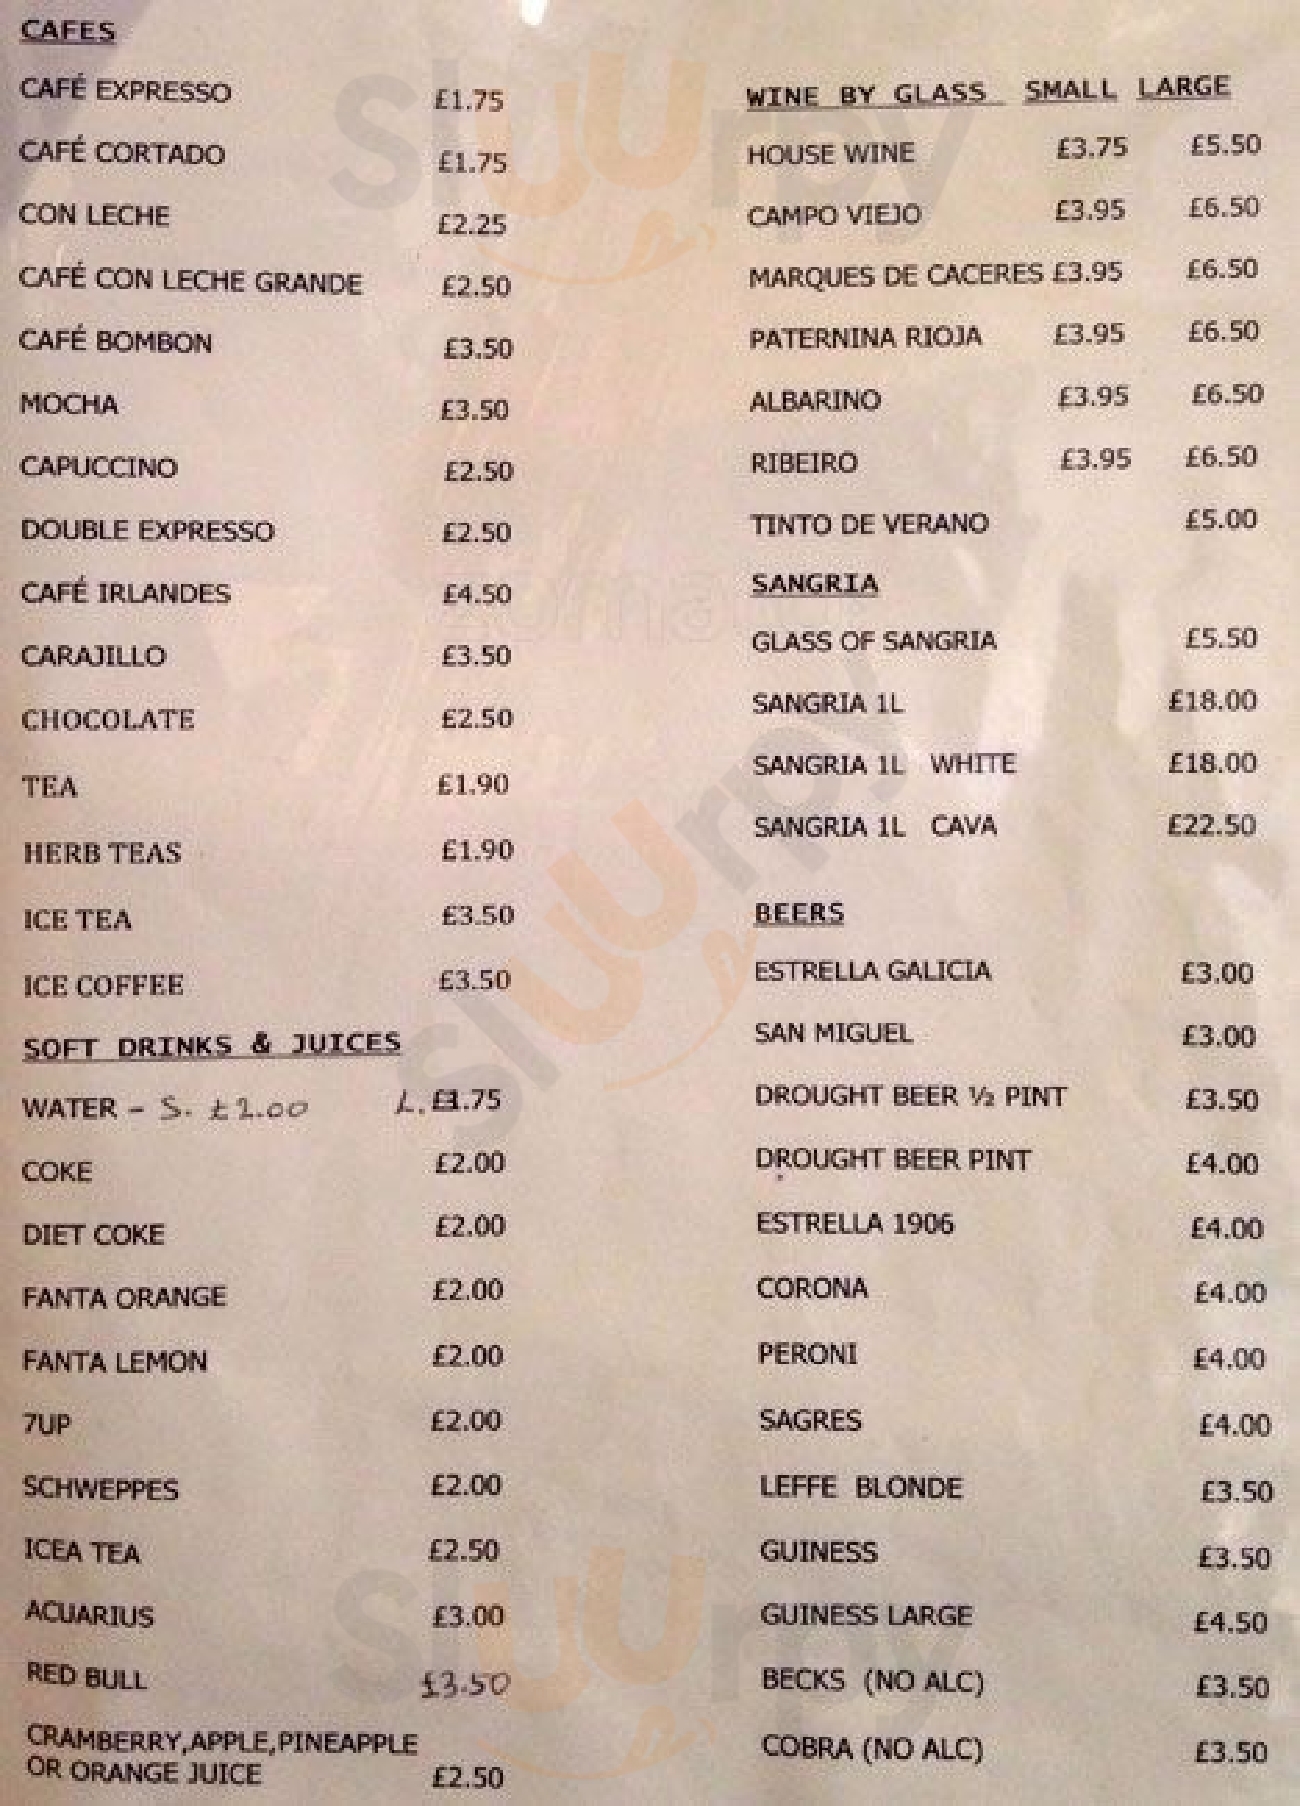 CAFES
CAFÉ EXPRESSO £1.75
CAFÉ CORTADO £1.75
CON LECHE £2.25
CAFÉ CON LECHE GRANDE £2.50
CAFÉ BOMBON £3.50
MOCHA £3.50
CAPUCCINO £2.50
DOUBLE EXPRESSO £2.50
CAFÉ IRLANDES £4.50
CARAJILLO £3.50
CHOCOLATE £2.50
TEA £1.90
HERB TEAS £1.90
ICE TEA £3.50
ICE COFFEE £3.50
SOFT DRINKS & JUICES
WATER - S. £2.00 L. .75
COKE £2.00
DIET COKE £2.00
FANTA ORANGE £2.00
FANTA LEMON £2.00
7UP £2.00
SCHWEPPES £2.00
ICEA TEA £2.50
ACUARIUS £3.00
RED BULL £3.50
CRAMBERRY,APPLE,PINEAPPLE
OR ORANGE JUICE £2.50
WINE BY GLASS SMALL LARGE
HOUSE WINE £3.75 £5.50
CAMPO VIEJO £3.95 £6.50
MARQUES DE CACERES £3.95 £6.50
PATERNINA RIOJA £3.95 £6.50
ALBARINO £3.95 £6.50
RIBEIRO £3.95 £6.50
TINTO DE VERANO £5.00
SANGRIA
GLASS OF SANGRIA £5.50
SANGRIA 1L £18.00
SANGRIA 1L WHITE £18.00
SANGRIA 1L CAVA £22.50
BEERS
ESTRELLA GALICIA £3.00
SAN MIGUEL £3.00
DROUGHT BEER ½ PINT £3.50
DROUGHT BEER PINT £4.00
ESTRELLA 1906 £4.00
CORONA £4.00
PERONI £4.00
SAGRES £4.00
LEFFE BLONDE £3.50
GUINESS £3.50
GUINESS LARGE £4.50
BECKS (NO ALC) £3.50
COBRA (NO ALC) £3.50
Sluurpy
Sluurpy
Sluurpy